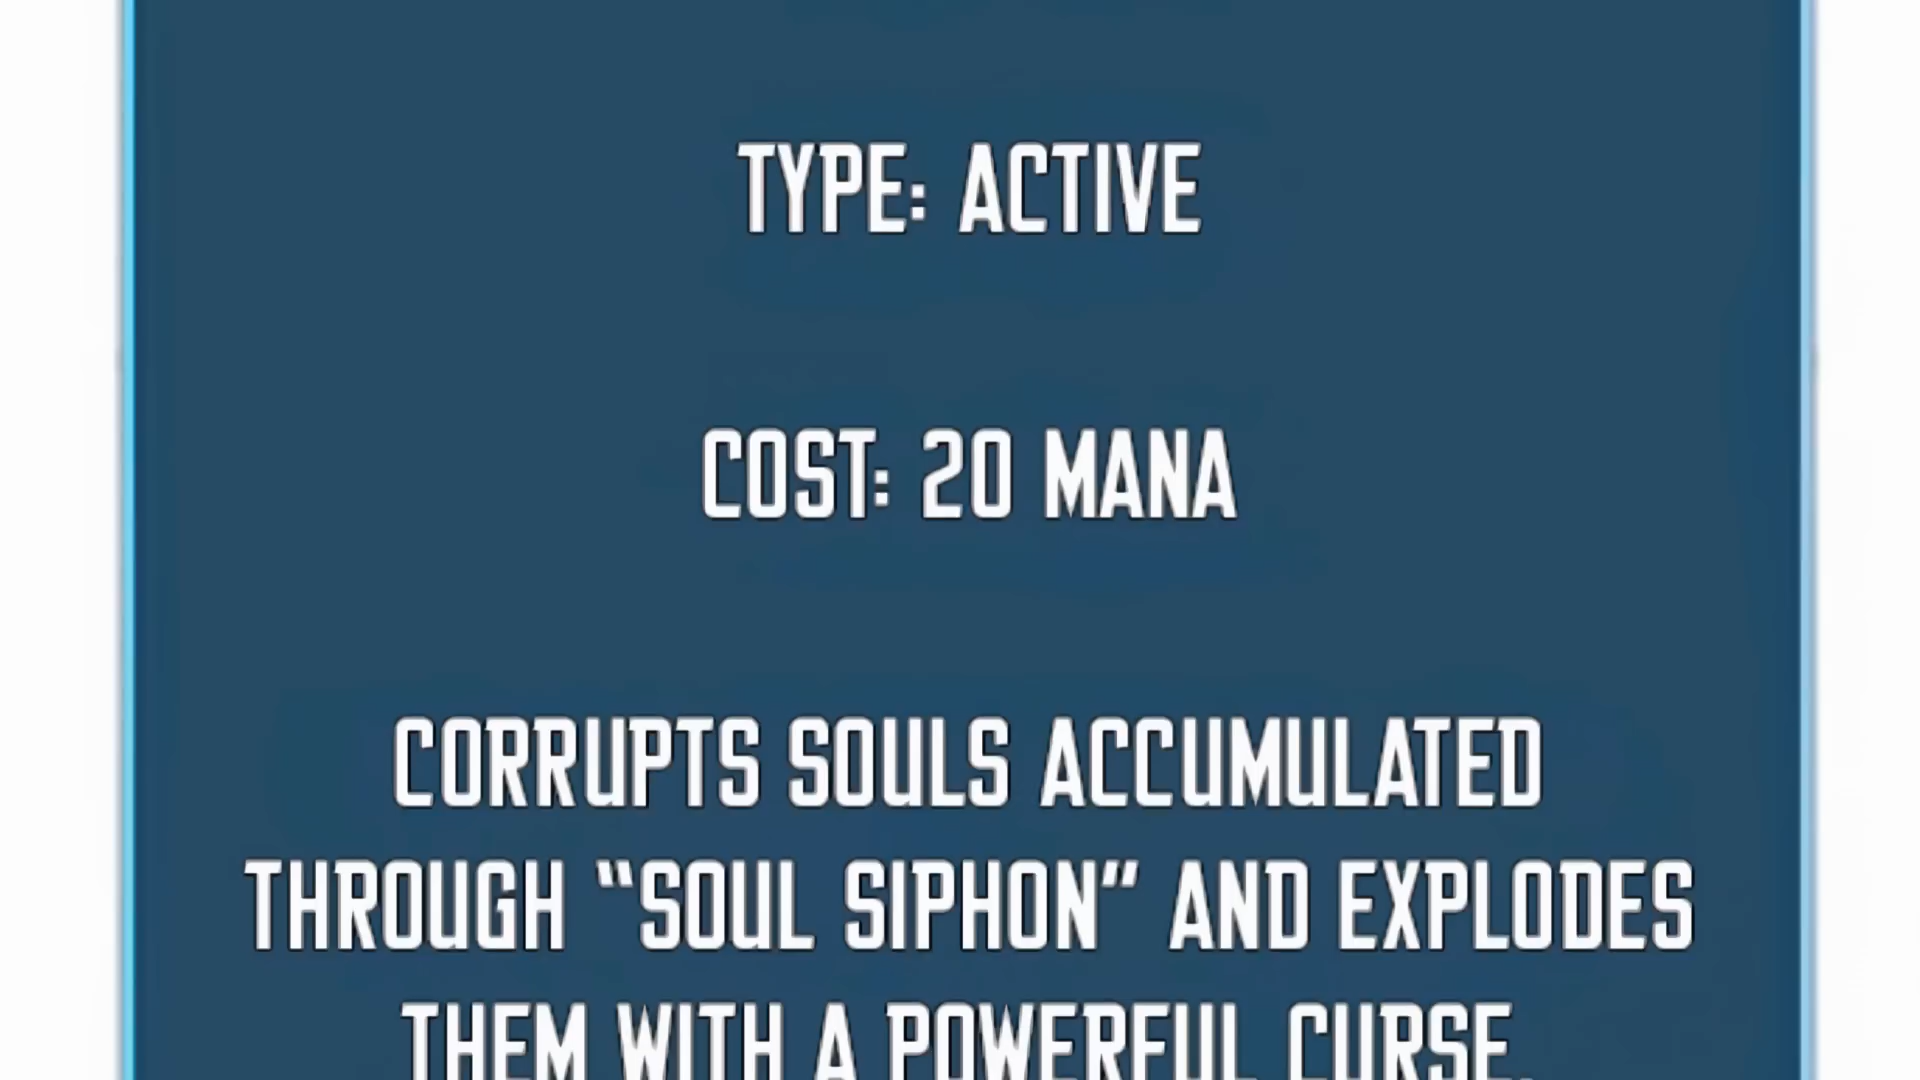 TYPE: ACTIVE
COST: 20 MANA
CORRUPTS SOULS ACCUMULATED
THROUGH “SOUL SIPHON” AND EXPLODES
THEM WITH A POWERFUL CURSE.